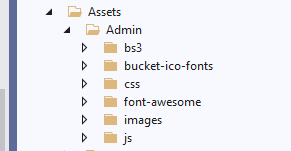 Assets
Admin
bs3
bucket-ico-fonts
css
font-awesome
images
js